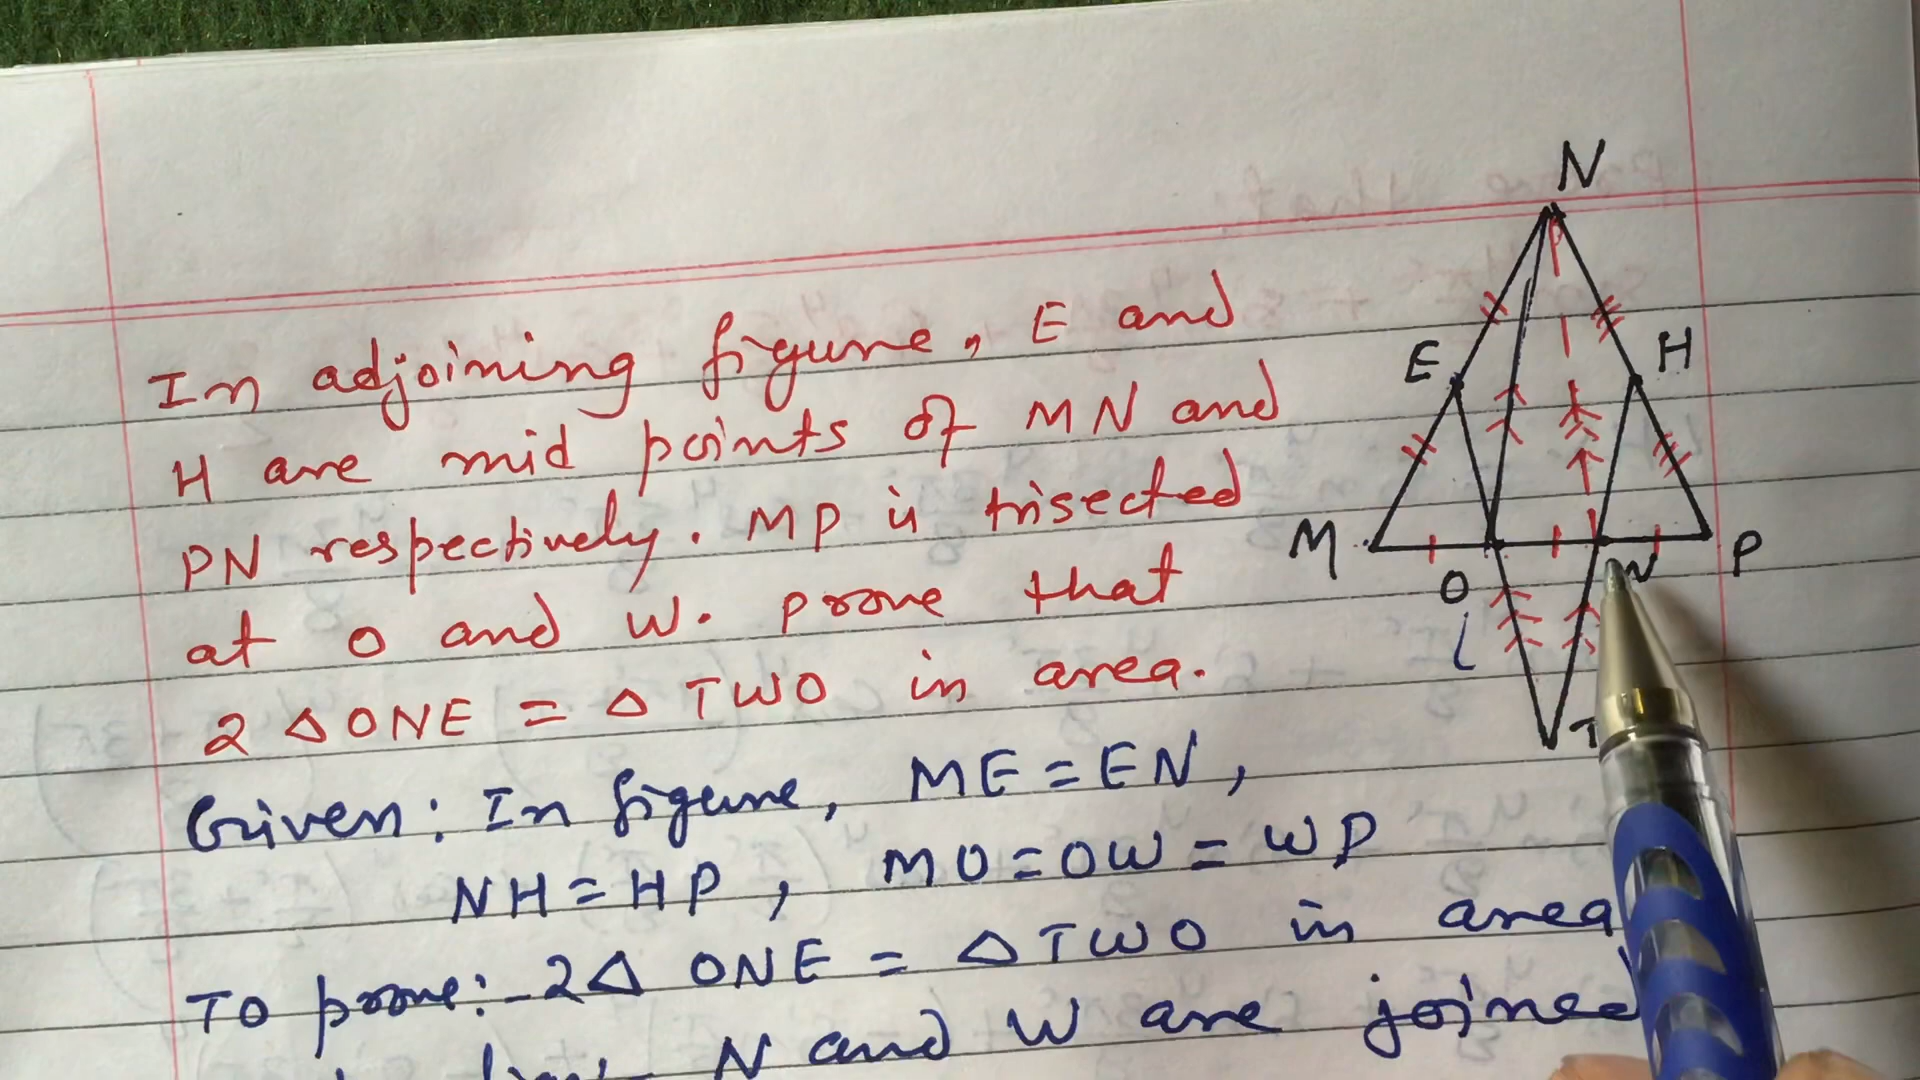 In adjoining figure, E and
H are mid points of MN and
PN respectively. MP is trisected
at O and W. prove that
2 △ ONE = △ TWO in area.
Given: In figure, ME = EN,
NH = HP, MO = OW = WP
To prove: 2△ ONE = △ TWO in area
N and W are joined
N
E
H
M
O
W
P
T